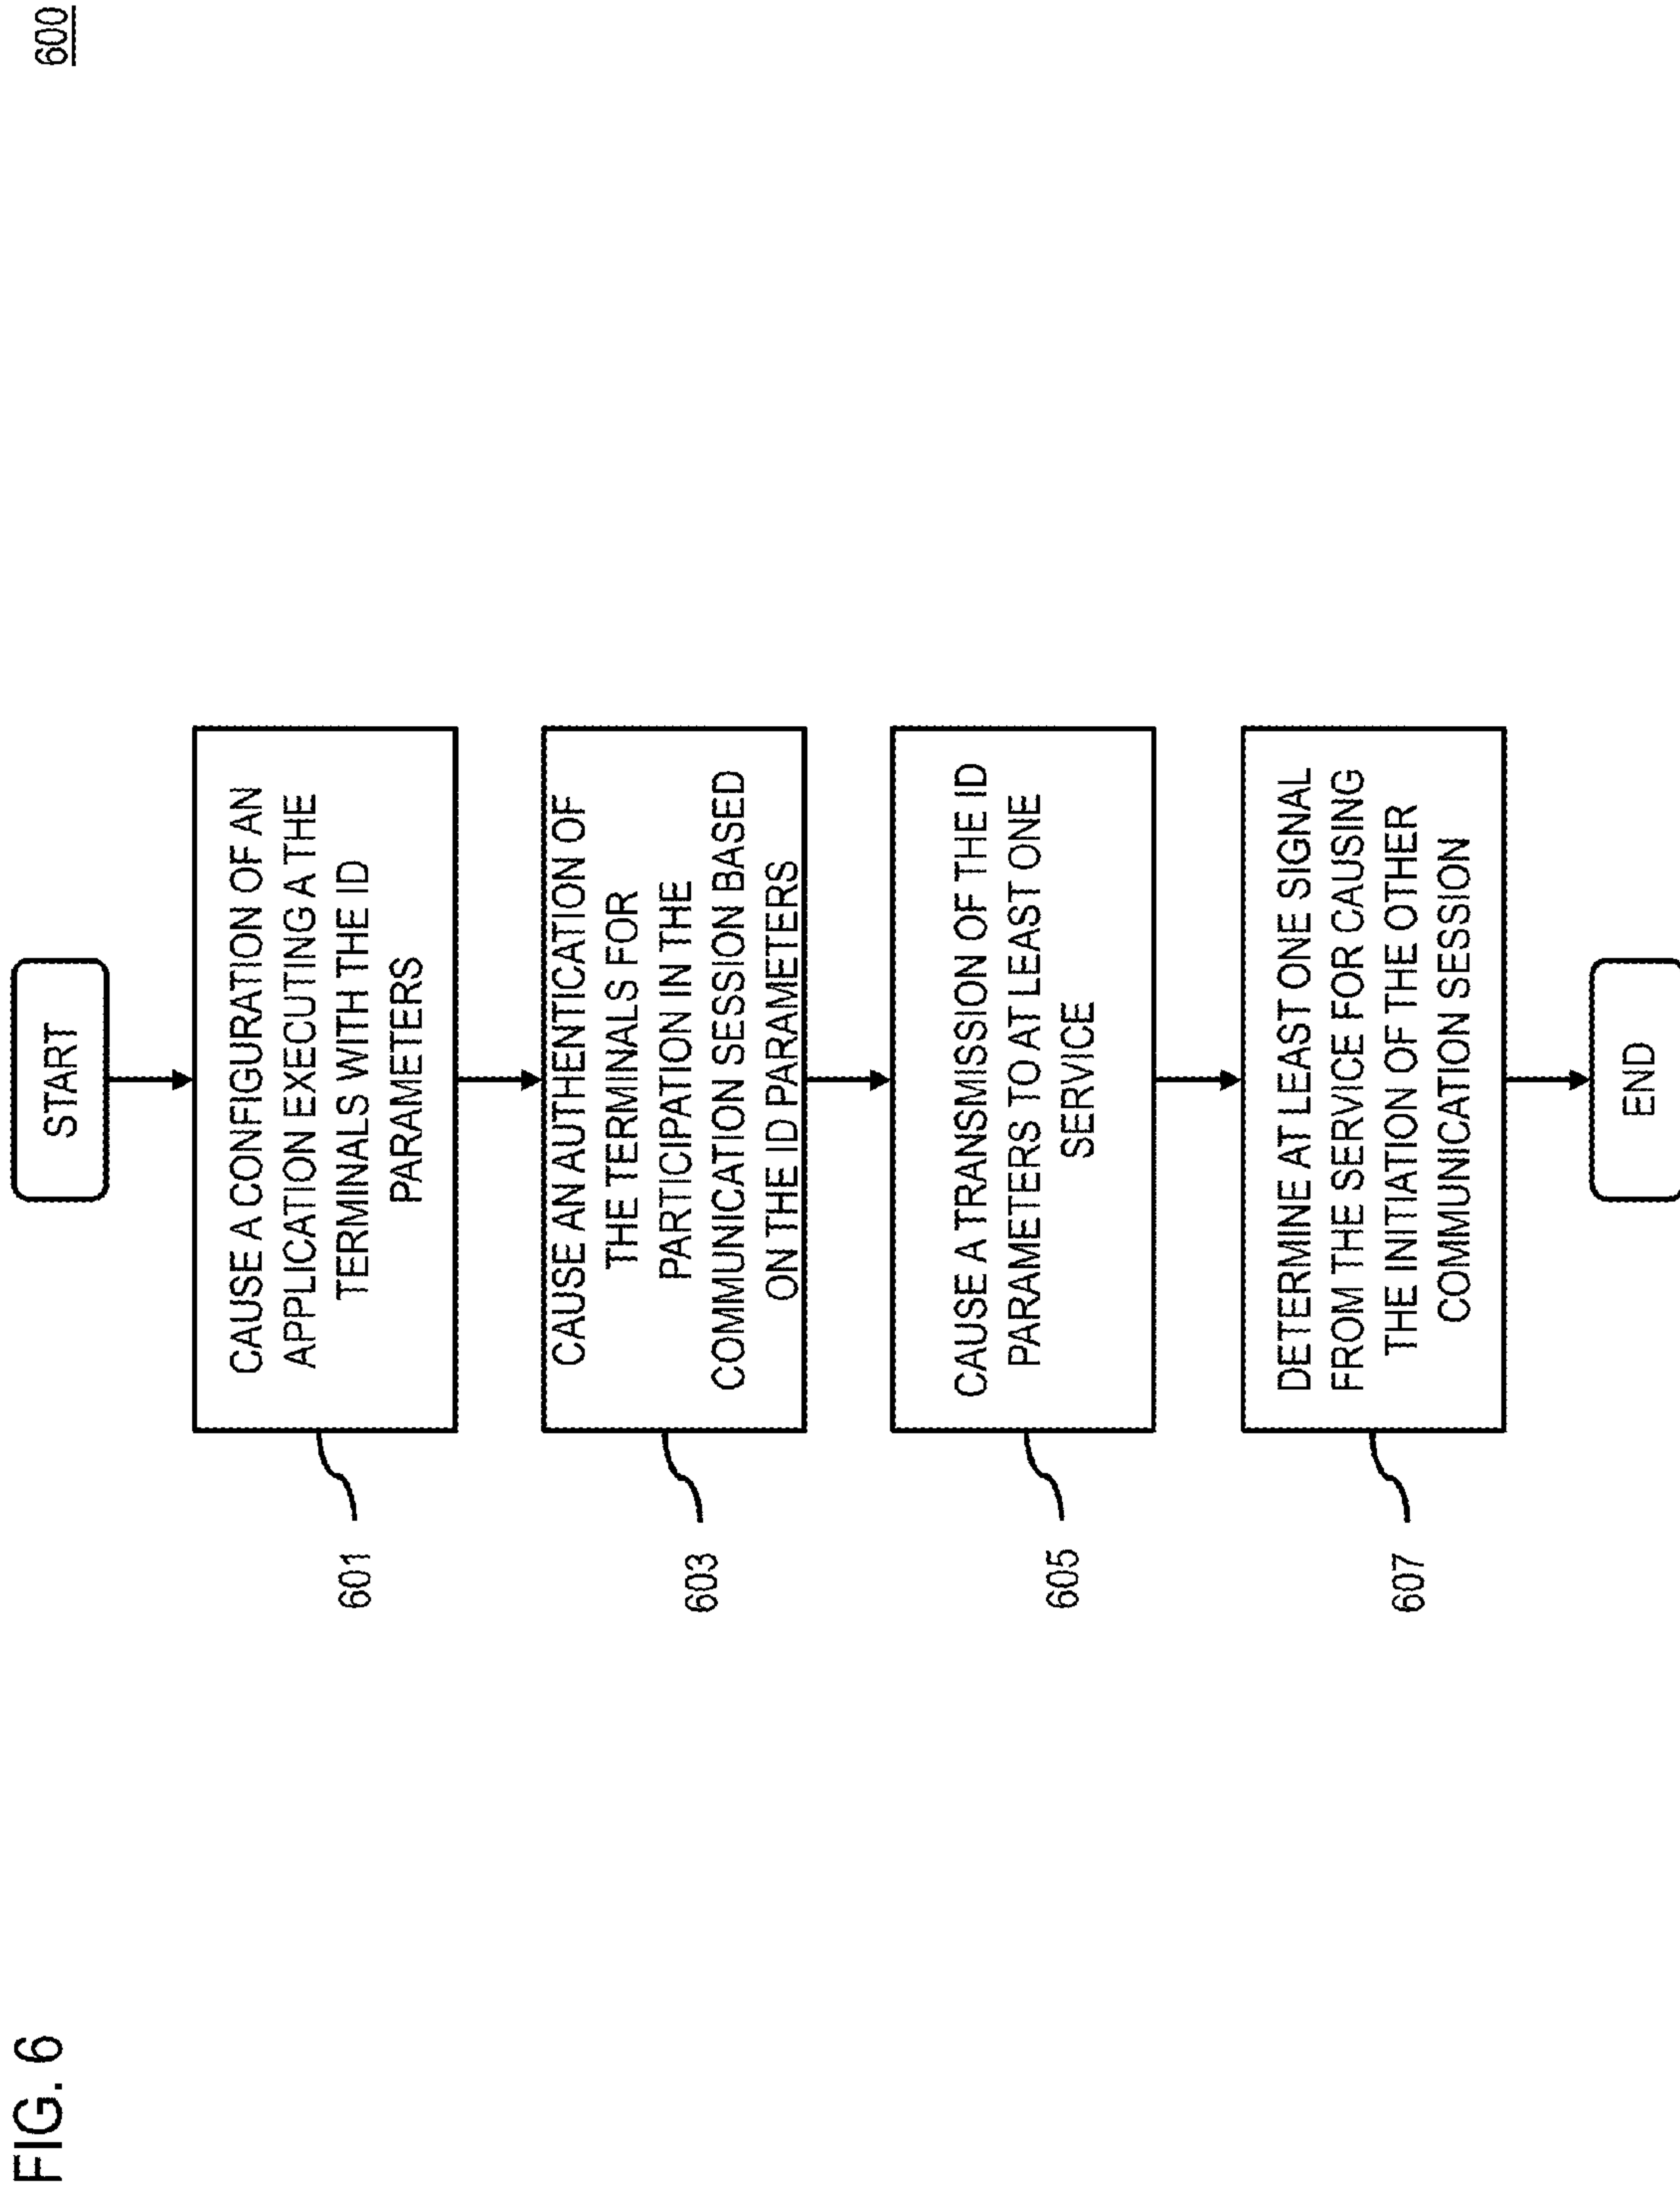 FIG. 6
600
START
CAUSE A CONFIGURATION OF AN
APPLICATION EXECUTING A THE
TERMINALS WITH THE ID
PARAMETERS
601
CAUSE AN AUTHENTICATION OF
THE TERMINALS FOR
PARTICIPATION IN THE
COMMUNICATION SESSION BASED
ON THE ID PARAMETERS
603
CAUSE A TRANSMISSION OF THE ID
PARAMETERS TO AT LEAST ONE
SERVICE
605
DETERMINE AT LEAST ONE SIGNAL
FROM THE SERVICE FOR CAUSING
THE INITIATION OF THE OTHER
COMMUNICATION SESSION
607
END